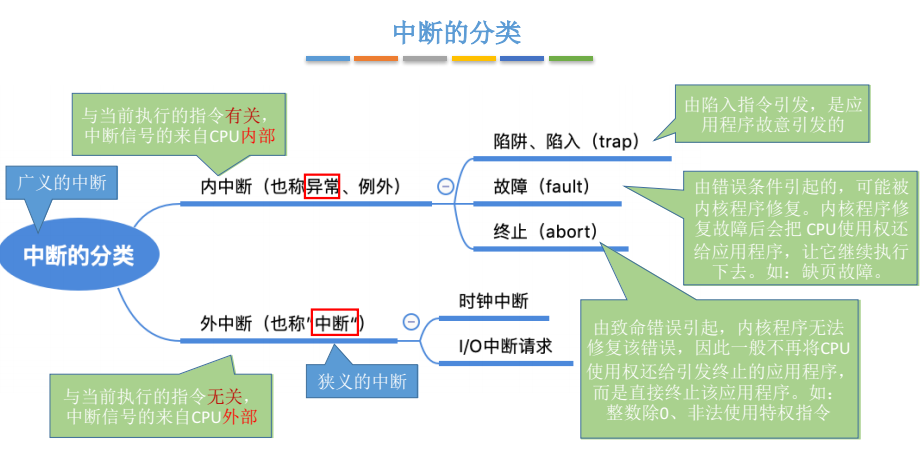 中断的分类
与当前执行的指令有关,
中断信号的来自CPU内部
由陷入指令引发，是应
用程序故意引发的
陷阱、陷入（trap）
广义的中断
内中断（也称异常、例外）
故障（fault）
由错误条件引起的，可能被
内核程序修复。内核程序修
复故障后会把 CPU使用权还
给应用程序，让它继续执行
下去。如：缺页故障。
终止（abort）
中断的分类
时钟中断
外中断（也称“中断“）
I/O中断请求
由致命错误引起，内核程序无法
修复该错误，因此一般不再将CPU
使用权还给引发终止的应用程序，
而是直接终止该应用程序。如：
整数除0、非法使用特权指令
狭义的中断
与当前执行的指令无关,
中断信号的来自CPU外部